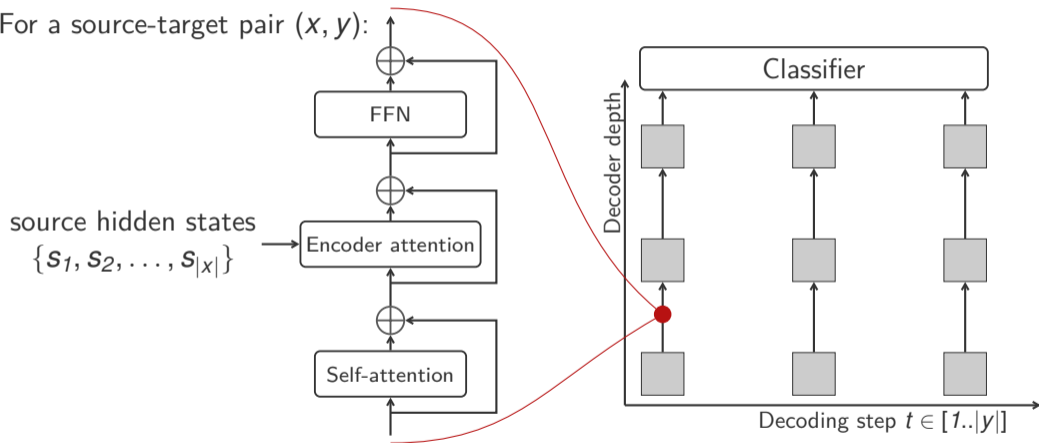 For a source-target pair (x, y):
FFN
source hidden states
{s₁, s₂, . . . , s|x|}
Encoder attention
Self-attention
Classifier
Decoder depth
Decoding step t ∈ [1..|y|]